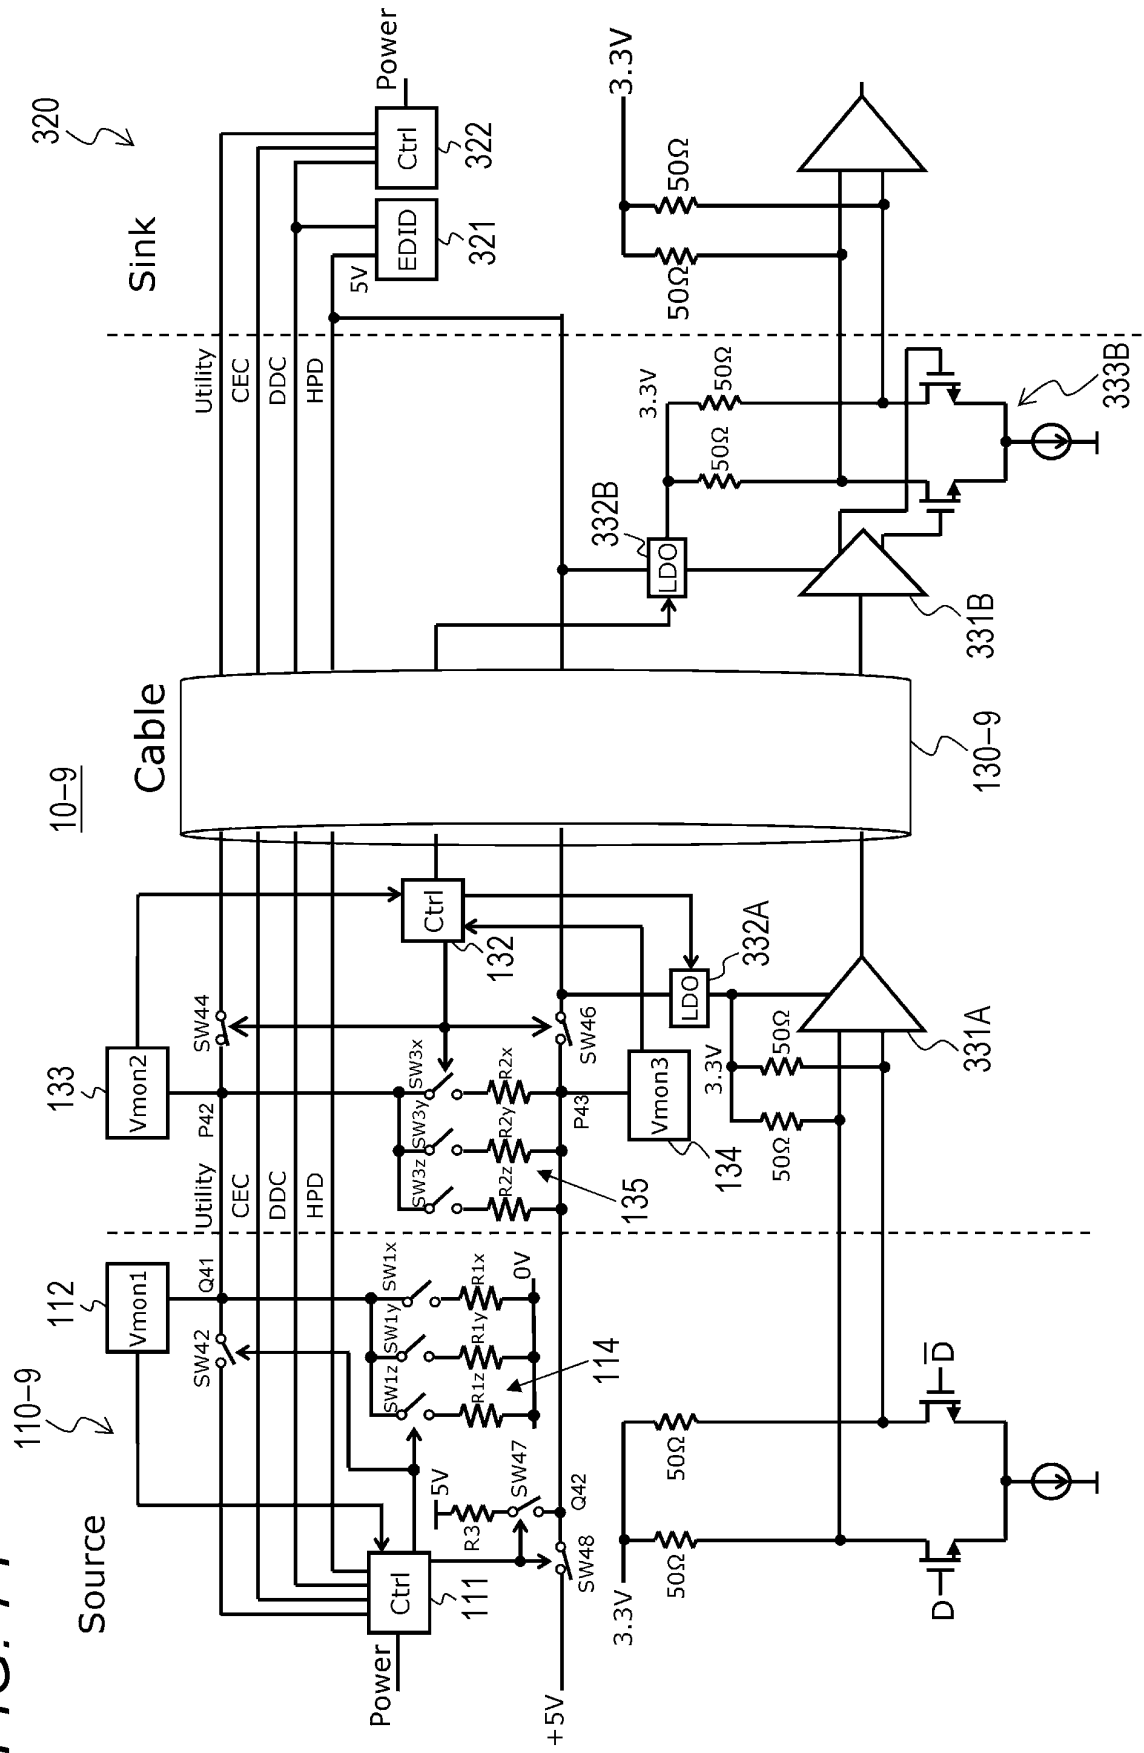 10–9
Source
Cable
Sink
110–9
112
133
320
Vmon1
Vmon2
Q41
P42
SW42
SW44
Utility
CEC
DDC
HPD
Utility
CEC
DDC
HPD
Power
Ctrl
111
5V
R3
SW47
SW48
Q42
+5V
SW1z
SW1y
SW1x
R1z
R1y
R1x
0V
114
SW3z
SW3y
SW3x
R2z
R2y
R2x
135
P43
SW46
Ctrl
132
Vmon3
134
LDO
332A
3.3V
50Ω
50Ω
331A
130–9
5V
EDID
321
Ctrl
322
Power
LDO
332B
3.3V
50Ω
50Ω
331B
333B
3.3V
50Ω
50Ω
3.3V
50Ω
50Ω
D
D̅